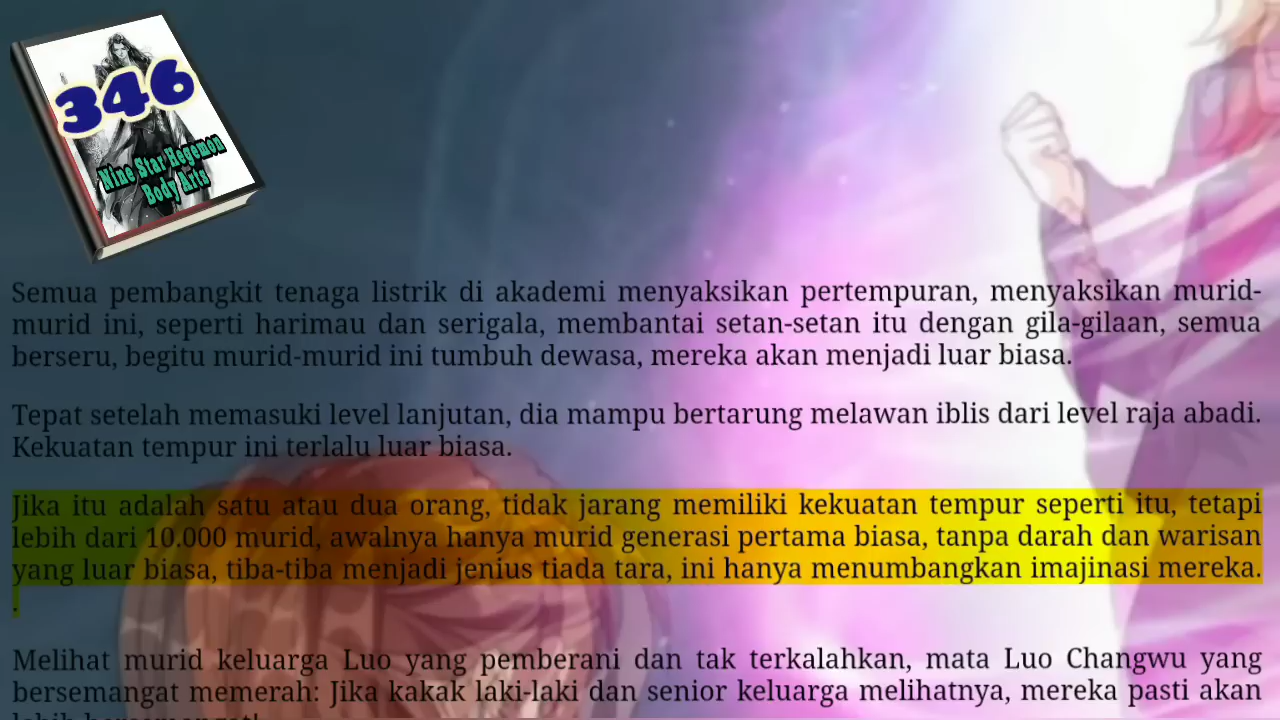 346
Nine Star Hegemon
Body Arts
Semua pembangkit tenaga listrik di akademi menyaksikan pertempuran, menyaksikan murid-
murid ini, seperti harimau dan serigala, membantai setan-setan itu dengan gila-gilaan, semua
berseru, begitu murid-murid ini tumbuh dewasa, mereka akan menjadi luar biasa.
Tepat setelah memasuki level lanjutan, dia mampu bertarung melawan iblis dari level raja abadi.
Kekuatan tempur ini terlalu luar biasa.
Jika itu adalah satu atau dua orang, tidak jarang memiliki kekuatan tempur seperti itu, tetapi
lebih dari 10.000 murid, awalnya hanya murid generasi pertama biasa, tanpa darah dan warisan
yang luar biasa, tiba-tiba menjadi jenius tiada tara, ini hanya menumbangkan imajinasi mereka.
.
Melihat murid keluarga Luo yang pemberani dan tak terkalahkan, mata Luo Changwu yang
bersemangat memerah: Jika kakak laki-laki dan senior keluarga melihatnya, mereka pasti akan
lebih bersemangat!